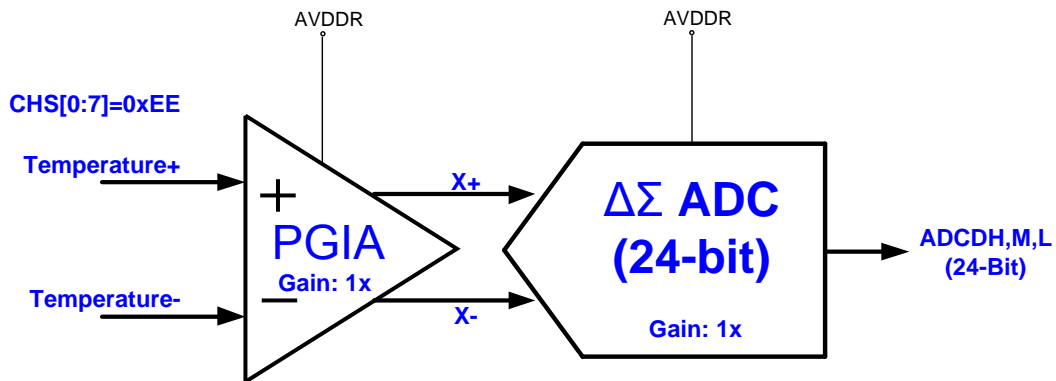 AVDDR
AVDDR
CHS[0:7]=0xEE
Temperature+
X+
+
ΔΣ ADC
PGIA
(24-bit)
ADCDH,M,L
(24-Bit)
Gain: 1x
Temperature-
−
X-
Gain: 1x